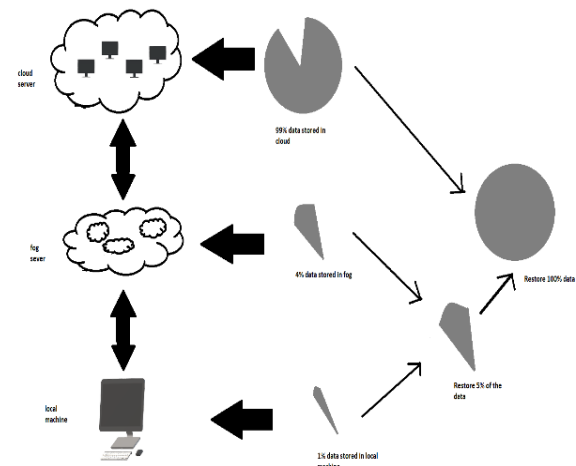 cloud
server
99% data stored in
cloud
fog
sever
4% data stored in fog
Restore 100% data
Restore 5% of the
data
local
machine
1% data stored in local
machine